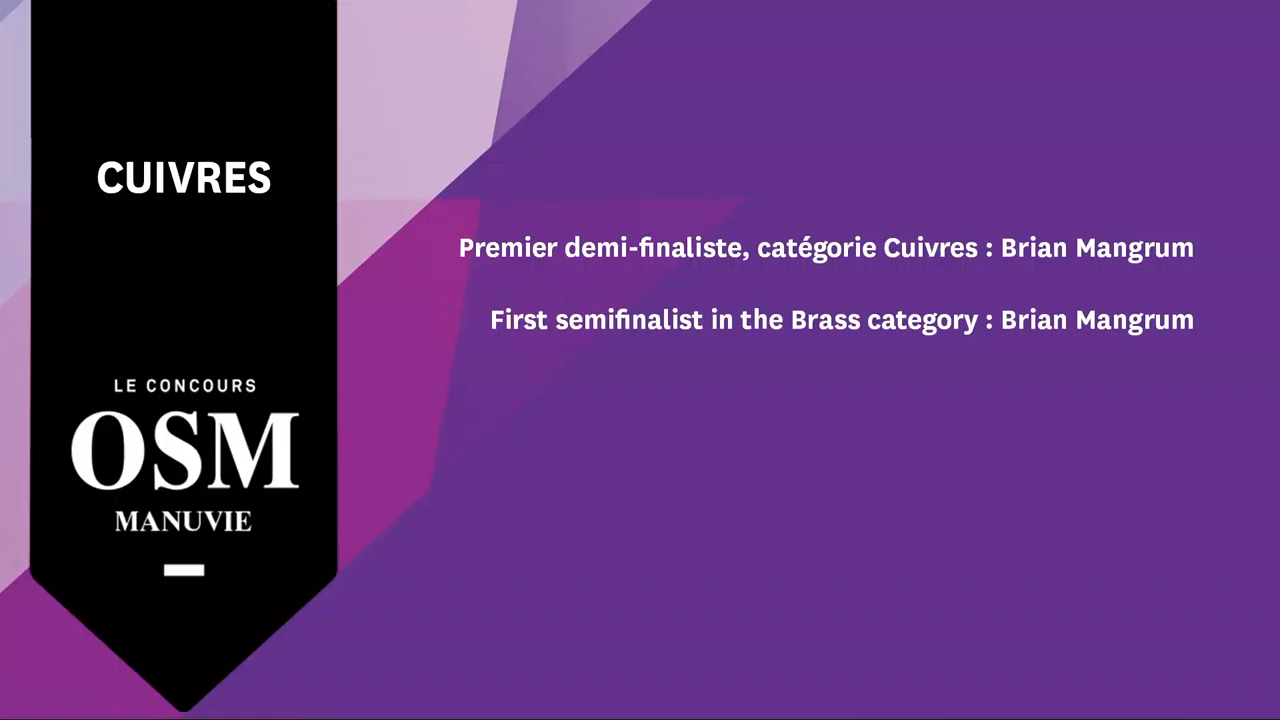 CUIVRES
LE CONCOURS
OSM
MANUVIE
Premier demi-finaliste, catégorie Cuivres : Brian Mangrum
First semifinalist in the Brass category : Brian Mangrum